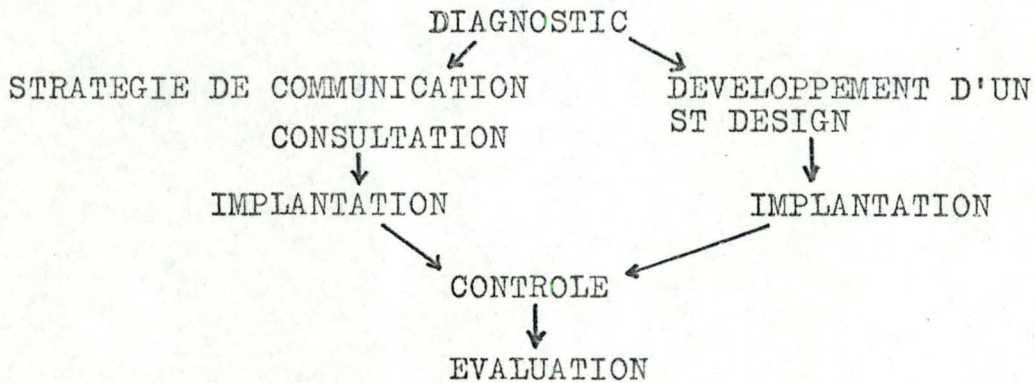 DIAGNOSTIC
STRATEGIE DE COMMUNICATION
CONSULTATION
DEVELOPPEMENT D'UN
ST DESIGN
IMPLANTATION
IMPLANTATION
CONTROLE
EVALUATION